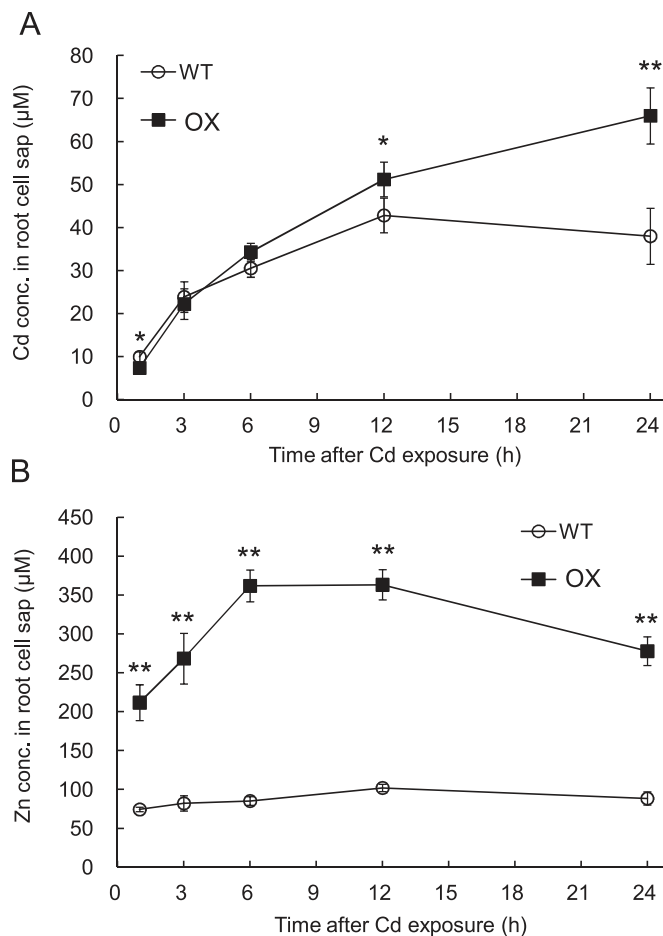 A
80
70
60
50
40
30
20
10
0
Cd conc. in root cell sap (µM)
WT
OX
*
*
**
0 3 6 9 12 15 18 21 24
Time after Cd exposure (h)
B
450
400
350
300
250
200
150
100
50
0
Zn conc. in root cell sap (µM)
WT
OX
**
**
**
**
**
0 3 6 9 12 15 18 21 24
Time after Cd exposure (h)